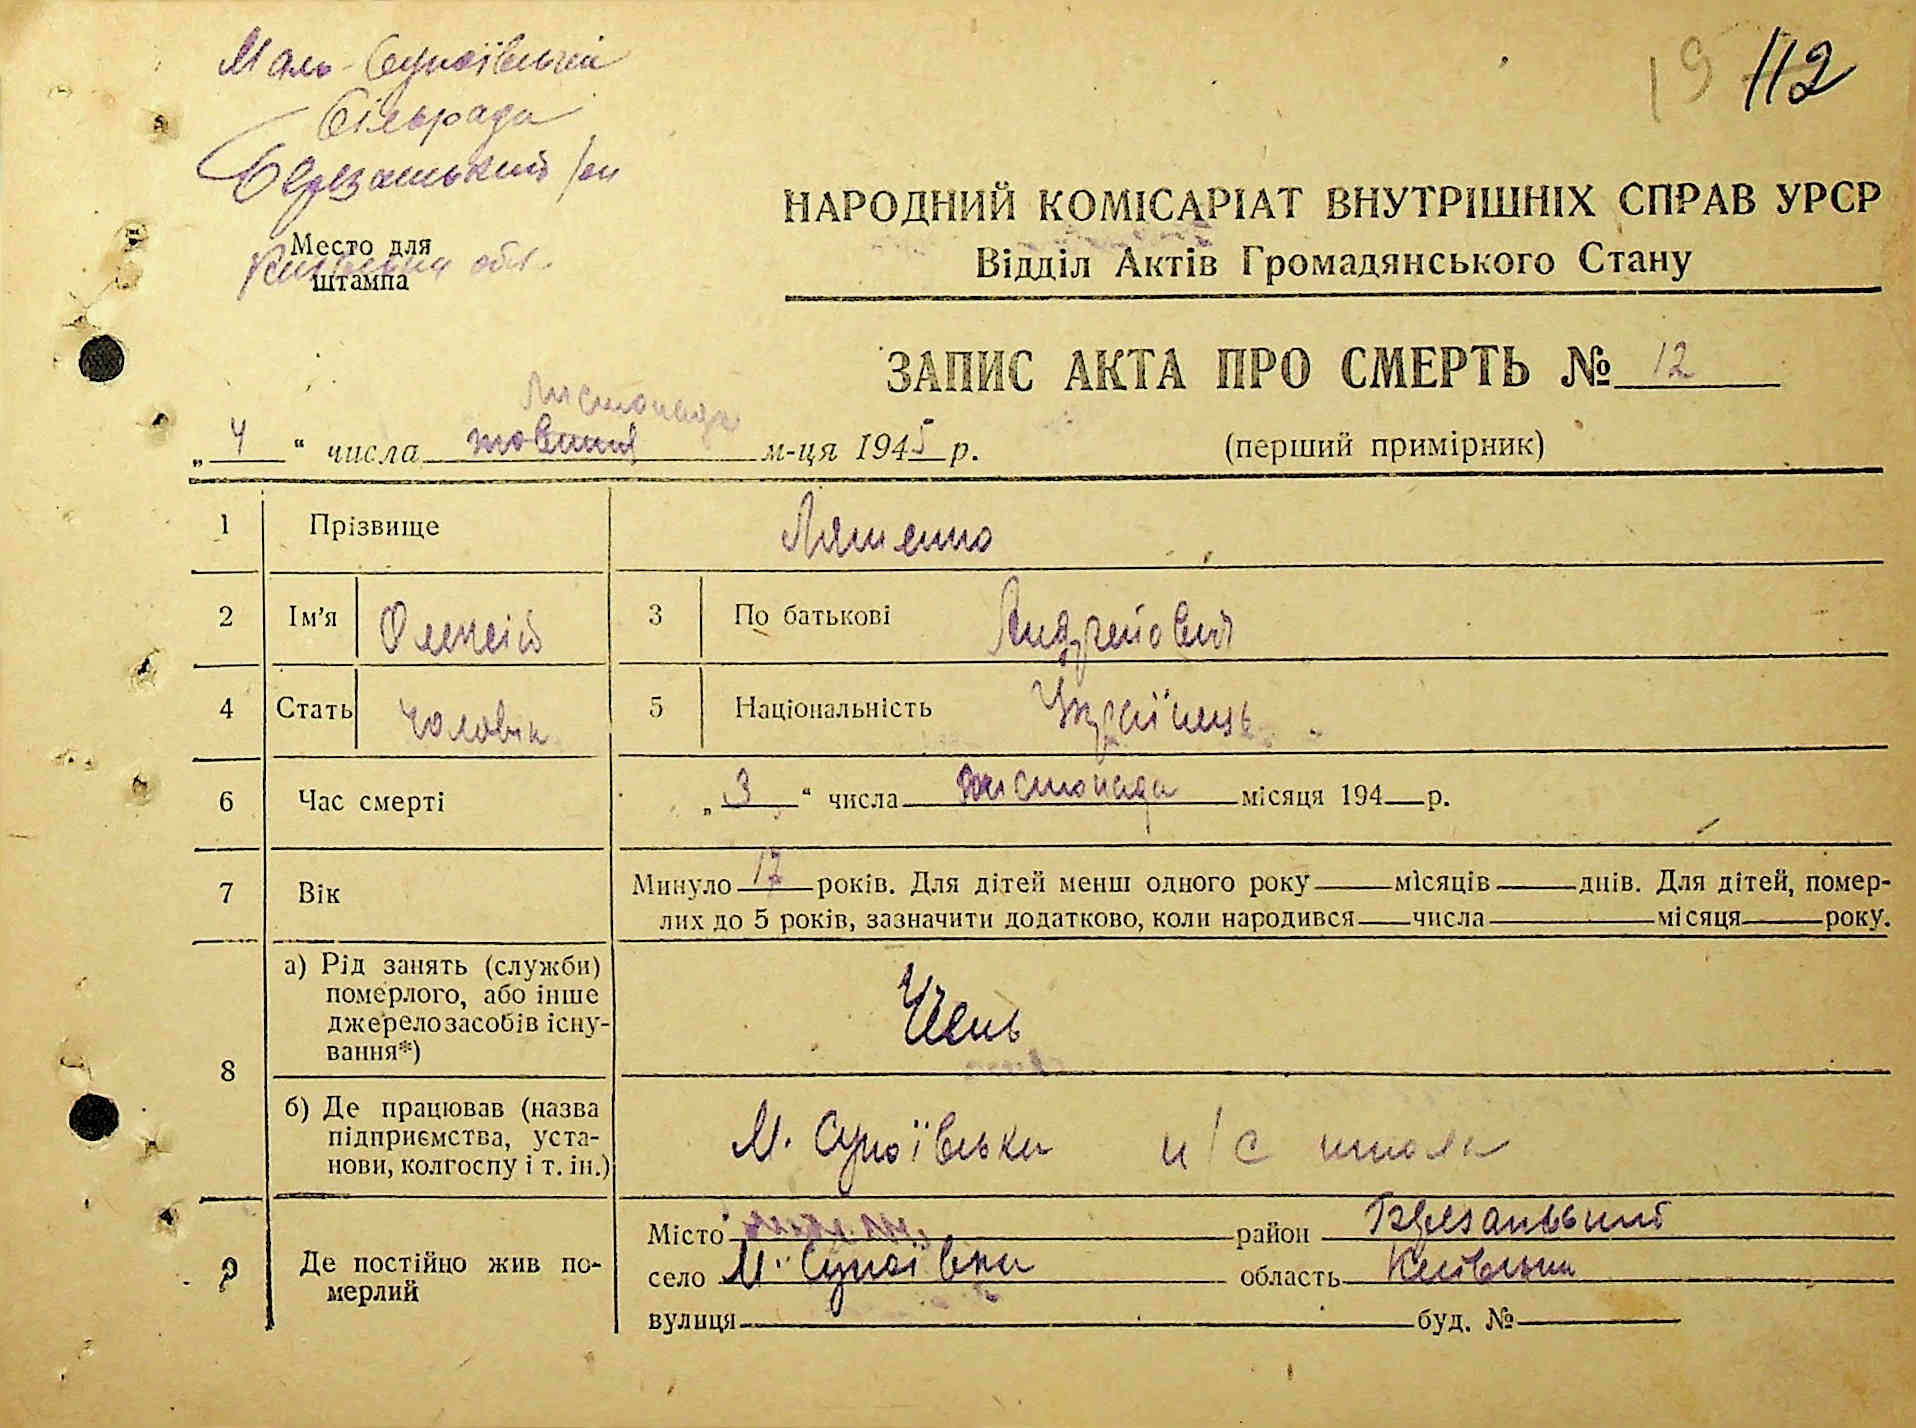 Мало-Супоївська
Сільрада
Березанський р/н
Київська обл.
19 112
Место для
штампа
НАРОДНИЙ КОМІСАРІАТ ВНУТРІШНІХ СПРАВ УРСР
Відділ Актів Громадянського Стану
ЗАПИС АКТА ПРО СМЕРТЬ № 12
листопада
„4“ числа жовтня м-ця 1945 р. (перший примірник)
1 Прізвище Ляшенко
2 Ім'я Олексій 3 По батькові Андрейович
4 Стать Чоловік 5 Національність Українець
6 Час смерті „3“ числа листопада місяця 194 р.
7 Вік Минуло 17 років. Для дітей менш одного року місяців днів. Для дітей, помер-
лих до 5 років, зазначити додатково, коли народився числа місяця року.
8 а) Рід занять (служби)
померлого, або інше
джерело засобів існу-
вання*) Учень
б) Де працював (назва
підприємства, уста-
нови, колгоспу і т. ін.) М. Супоївська н/с школа
9 Де постійно жив по-
мерлий
Місто район Березанський
село М. Супоївка область Київська
вулиця буд. №